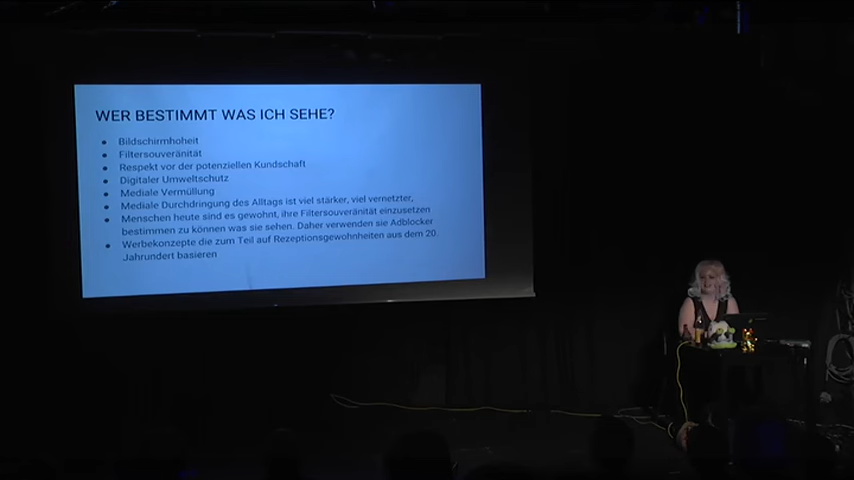 WER BESTIMMT WAS ICH SEHE?
● Bildschirmhoheit
● Filtersouveränität
● Respekt vor der potenziellen Kundschaft
● Digitaler Umweltschutz
● Mediale Vermüllung
● Mediale Durchdringung des Alltags ist viel stärker, viel vernetzter,
● Menschen heute sind es gewohnt, ihre Filtersouveränität einzusetzen
bestimmen zu können was sie sehen. Daher verwenden sie Adblocker
● Werbekonzepte die zum Teil auf Rezeptionsgewohnheiten aus dem 20.
Jahrhundert basieren